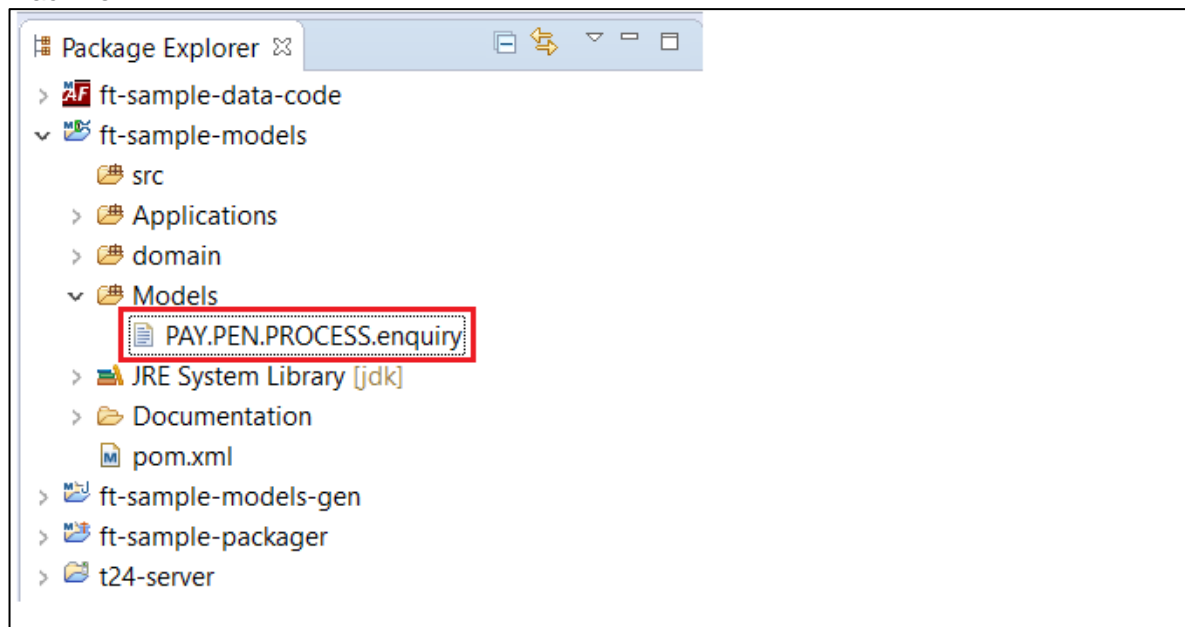 Package Explorer
ft-sample-data-code
ft-sample-models
src
Applications
domain
Models
PAY.PEN.PROCESS.enquiry
JRE System Library [jdk]
Documentation
pom.xml
ft-sample-models-gen
ft-sample-packager
t24-server